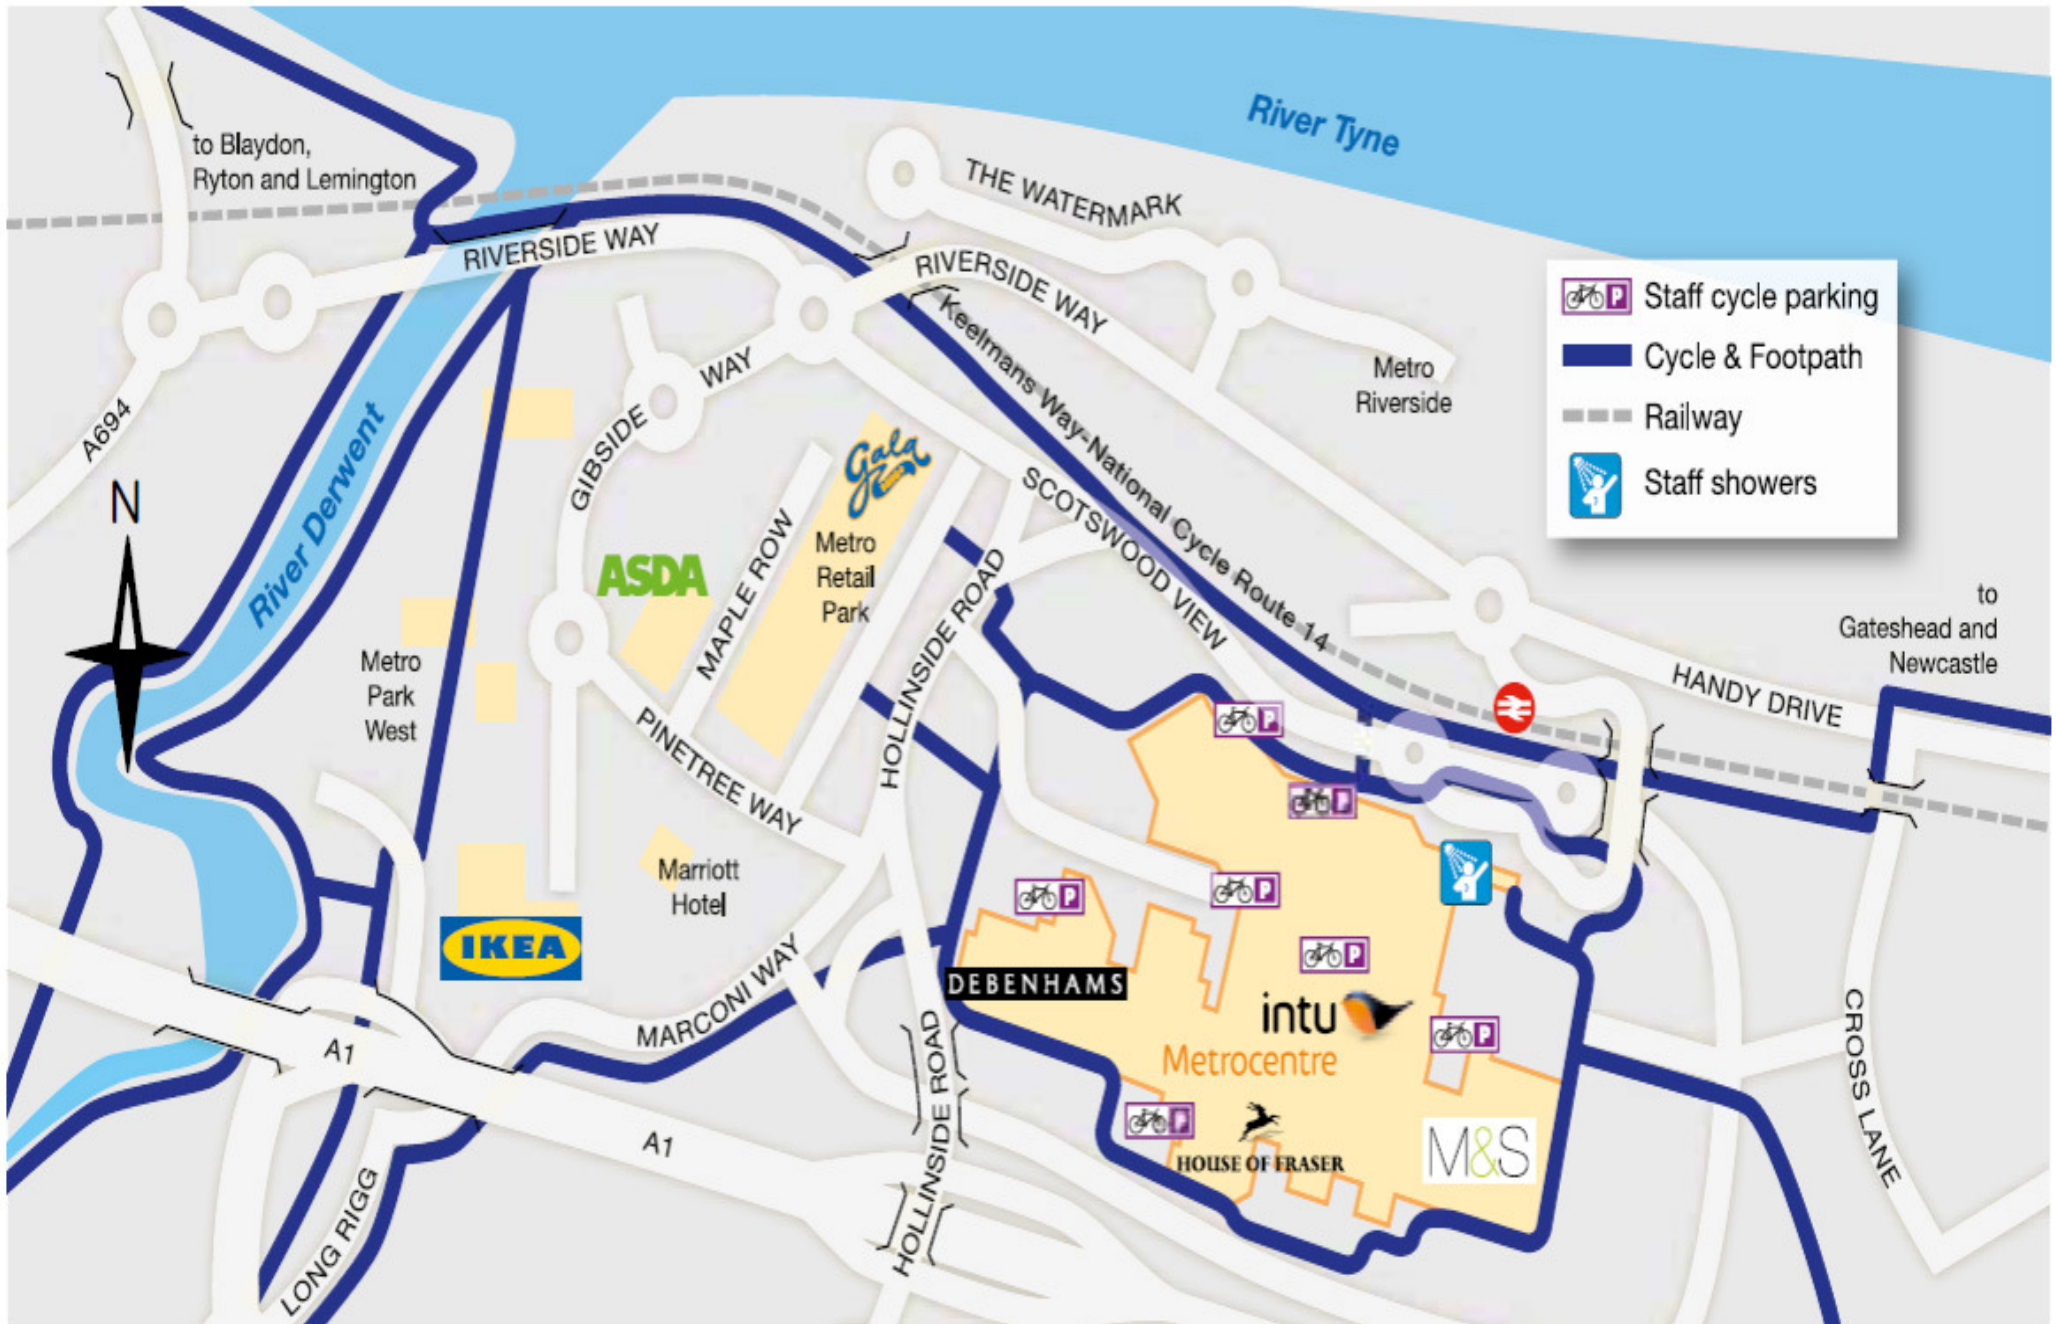 River Tyne
to Blaydon,
Ryton and Lemington
THE WATERMARK
RIVERSIDE WAY
RIVERSIDE WAY
Keelmans Way-National Cycle Route 14
Metro
Riverside
P Staff cycle parking
Cycle & Footpath
Railway
Staff showers
A694
N
River Derwent
GIBSIDE
WAY
Gala
ASDA
MAPLE ROW
Metro
Retail
Park
SCOTSWOOD VIEW
HOLLINSIDE ROAD
to
Gateshead and
Newcastle
HANDY DRIVE
Metro
Park
West
PINETREE WAY
P
P
Marriott
Hotel
P
P
IKEA
MARCONI WAY
DEBENHAMS
P
intu
Metrocentre
P
CROSS LANE
A1
A1
HOLLINSIDE ROAD
P
HOUSE OF FRASER
M&S
LONG RIGG